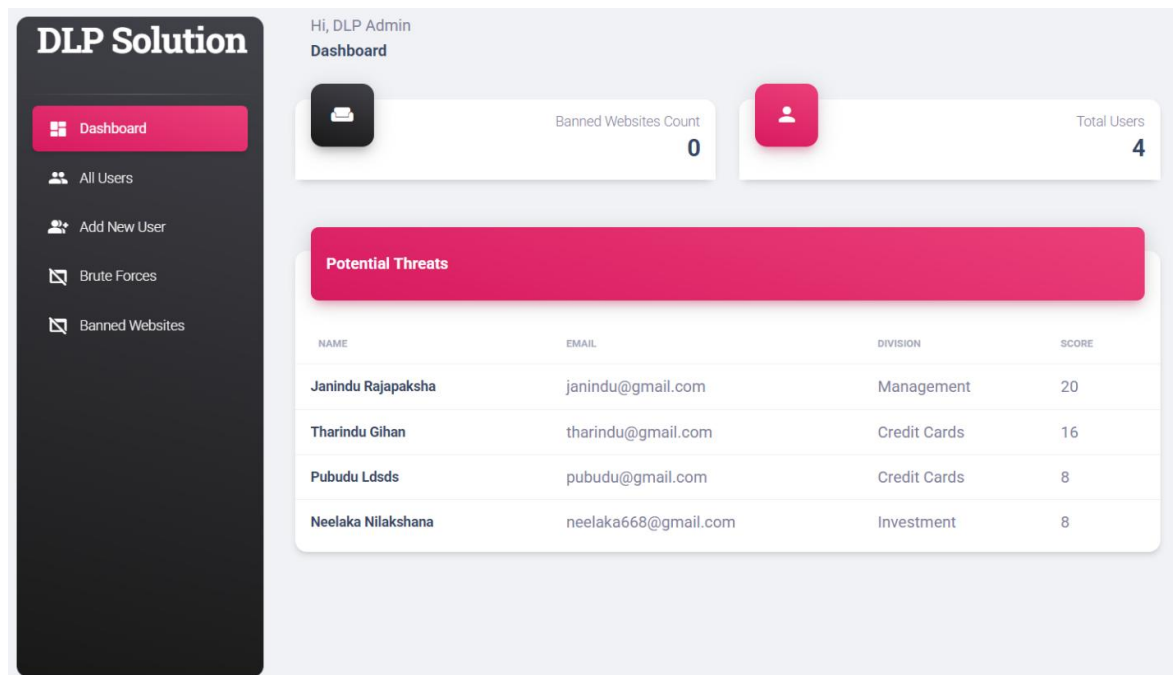 DLP Solution
Dashboard
All Users
Add New User
Brute Forces
Banned Websites
Hi, DLP Admin
Dashboard
Banned Websites Count
0
Total Users
4
Potential Threats
NAME EMAIL DIVISION SCORE
Janindu Rajapaksha janindu@gmail.com Management 20
Tharindu Gihan tharindu@gmail.com Credit Cards 16
Pubudu Ldsds pubudu@gmail.com Credit Cards 8
Neelaka Nilakshana neelaka668@gmail.com Investment 8